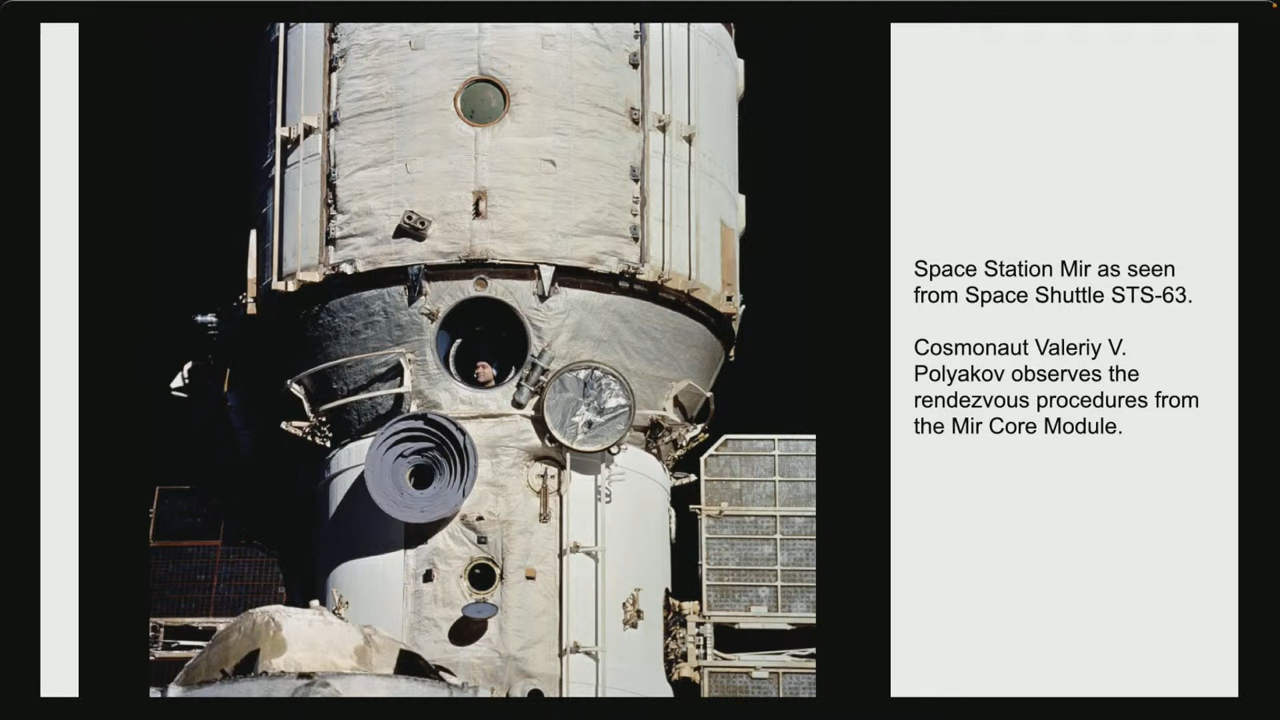 Space Station Mir as seen
from Space Shuttle STS-63.
Cosmonaut Valeriy V.
Polyakov observes the
rendezvous procedures from
the Mir Core Module.